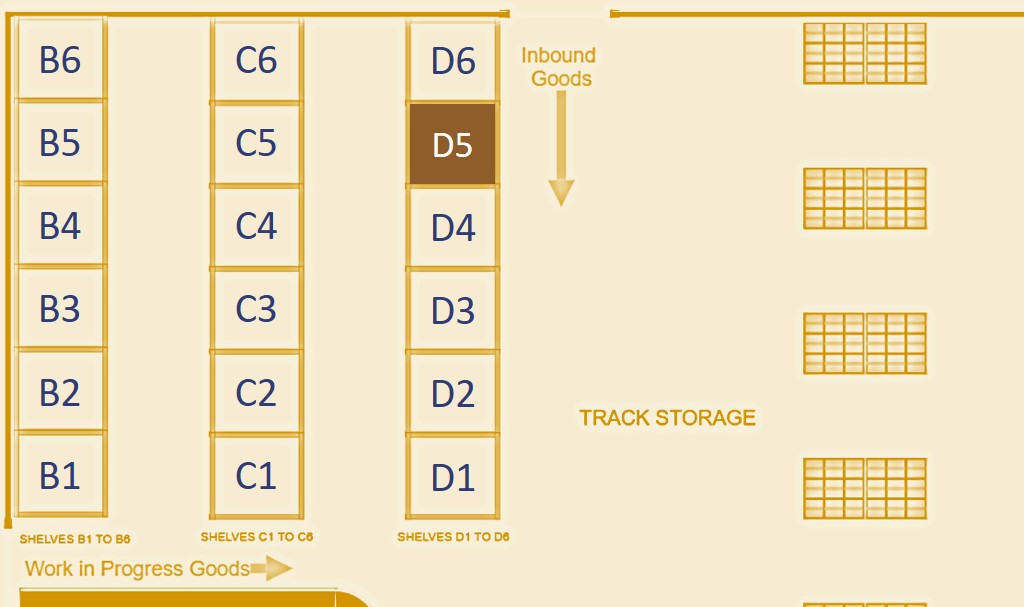 B6
C6
D6
Inbound
Goods
B5
C5
D5
B4
C4
D4
B3
C3
D3
B2
C2
D2
TRACK STORAGE
B1
C1
D1
SHELVES B1 TO B6
SHELVES C1 TO C6
SHELVES D1 TO D6
Work in Progress Goods